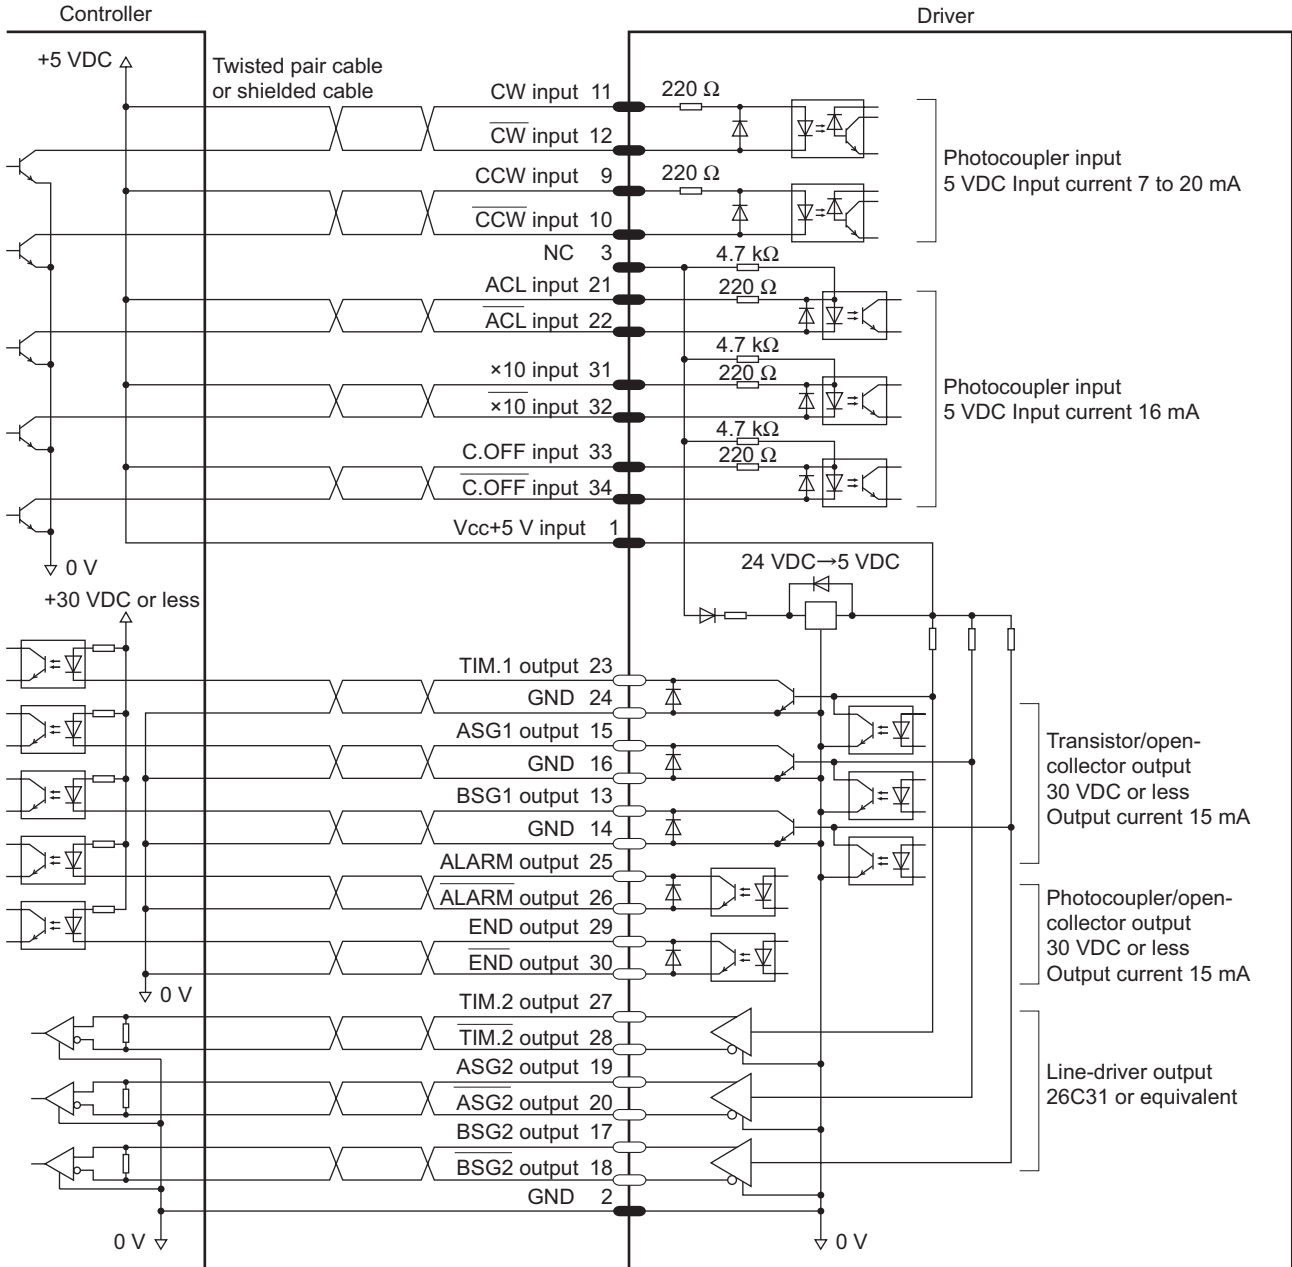 Controller
Driver
+5 VDC
Twisted pair cable
or shielded cable
CW input 11
220 Ω
CW input 12
CCW input 9
220 Ω
CCW input 10
Photocoupler input
5 VDC Input current 7 to 20 mA
NC 3
4.7 kΩ
ACL input 21
220 Ω
ACL input 22
4.7 kΩ
×10 input 31
220 Ω
×10 input 32
4.7 kΩ
C.OFF input 33
220 Ω
C.OFF input 34
Photocoupler input
5 VDC Input current 16 mA
Vcc+5 V input 1
0 V
24 VDC→5 VDC
+30 VDC or less
TIM.1 output 23
GND 24
ASG1 output 15
GND 16
BSG1 output 13
GND 14
Transistor/open-
collector output
30 VDC or less
Output current 15 mA
ALARM output 25
ALARM output 26
END output 29
END output 30
Photocoupler/open-
collector output
30 VDC or less
Output current 15 mA
0 V
TIM.2 output 27
TIM.2 output 28
ASG2 output 19
ASG2 output 20
BSG2 output 17
BSG2 output 18
Line-driver output
26C31 or equivalent
GND 2
0 V
0 V